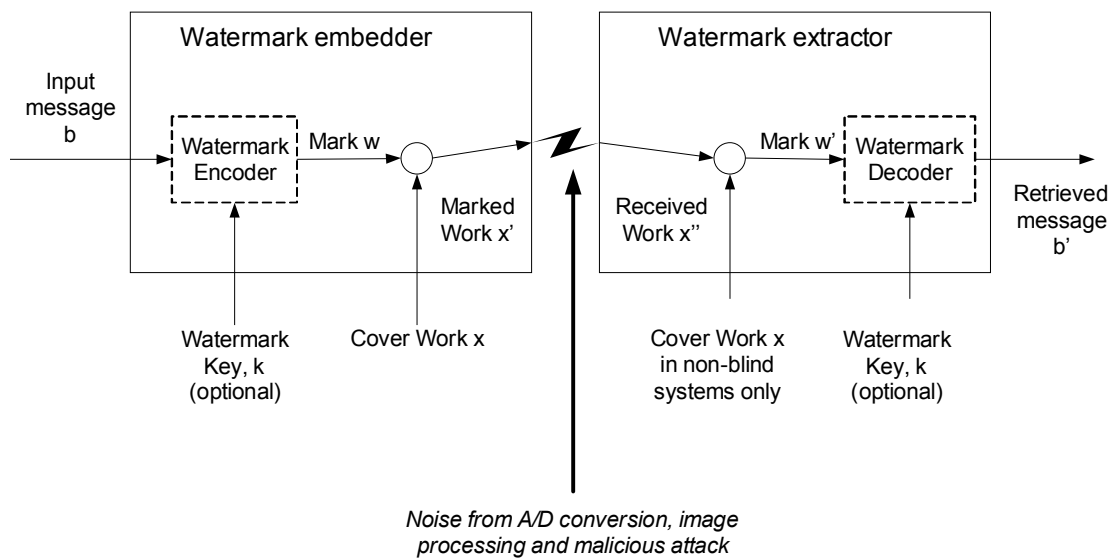 Watermark embedder
Watermark extractor
Input
message
b
Watermark
Encoder
Mark w
Marked
Work x’
Received
Work x’’
Mark w’
Watermark
Decoder
Retrieved
message
b’
Watermark
Key, k
(optional)
Cover Work x
Cover Work x
in non-blind
systems only
Watermark
Key, k
(optional)
Noise from A/D conversion, image
processing and malicious attack